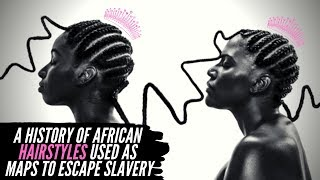 A HISTORY OF AFRICAN
HAIRSTYLES USED AS
MAPS TO ESCAPE SLAVERY